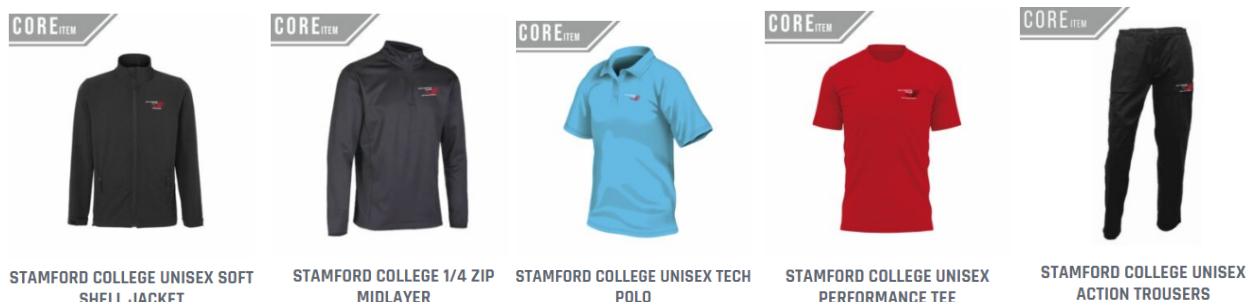 CORE ITEM
CORE ITEM
CORE ITEM
CORE ITEM
CORE ITEM
STAMFORD COLLEGE UNISEX SOFT
SHELL JACKET
STAMFORD COLLEGE 1/4 ZIP
MIDLAYER
STAMFORD COLLEGE UNISEX TECH
POLO
STAMFORD COLLEGE UNISEX
PERFORMANCE TEE
STAMFORD COLLEGE UNISEX
ACTION TROUSERS